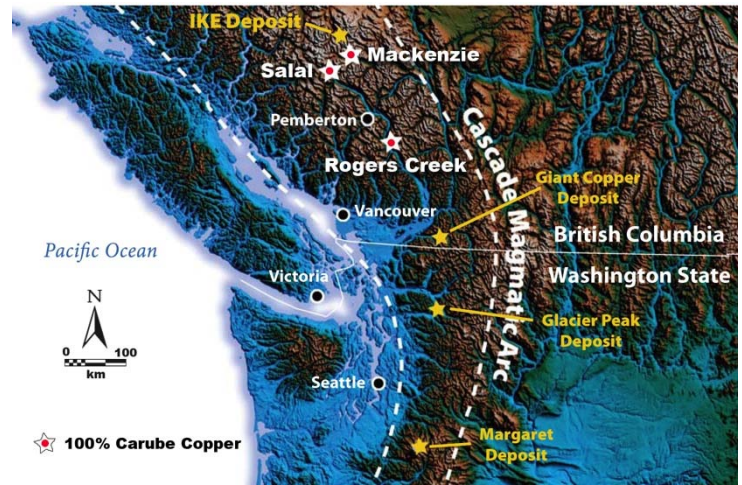 IKE Deposit
Mackenzie
Salal
Pemberton
Rogers Creek
Cascade Magmatic Arc
Giant Copper
Deposit
Vancouver
British Columbia
Pacific Ocean
Washington State
Victoria
N
0 100
km
Glacier Peak
Deposit
Seattle
100% Carube Copper
Margaret
Deposit